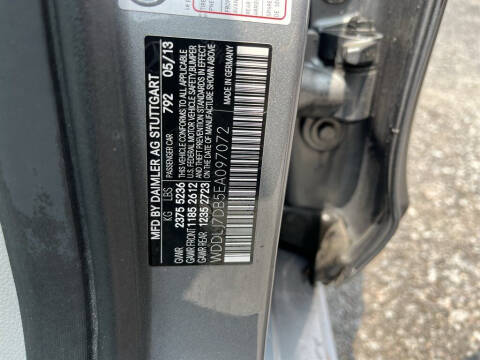 MFD BY DAIMLER AG STUTTGART 792 05/13
KG LBS PASSENGER CAR
GVWR 2375 5236 THIS VEHICLE CONFORMS TO ALL APPLICABLE
GAWR FRONT 1185 2612 U.S. FEDERAL MOTOR VEHICLE SAFETY,BUMPER
GAWR REAR 1235 2723 AND THEFT PREVENTION STANDARDS IN EFFECT
ON THE DATE OF MANUFACTURE SHOWN ABOVE
WDDLJ7DB5EA097072 MADE IN GERMANY